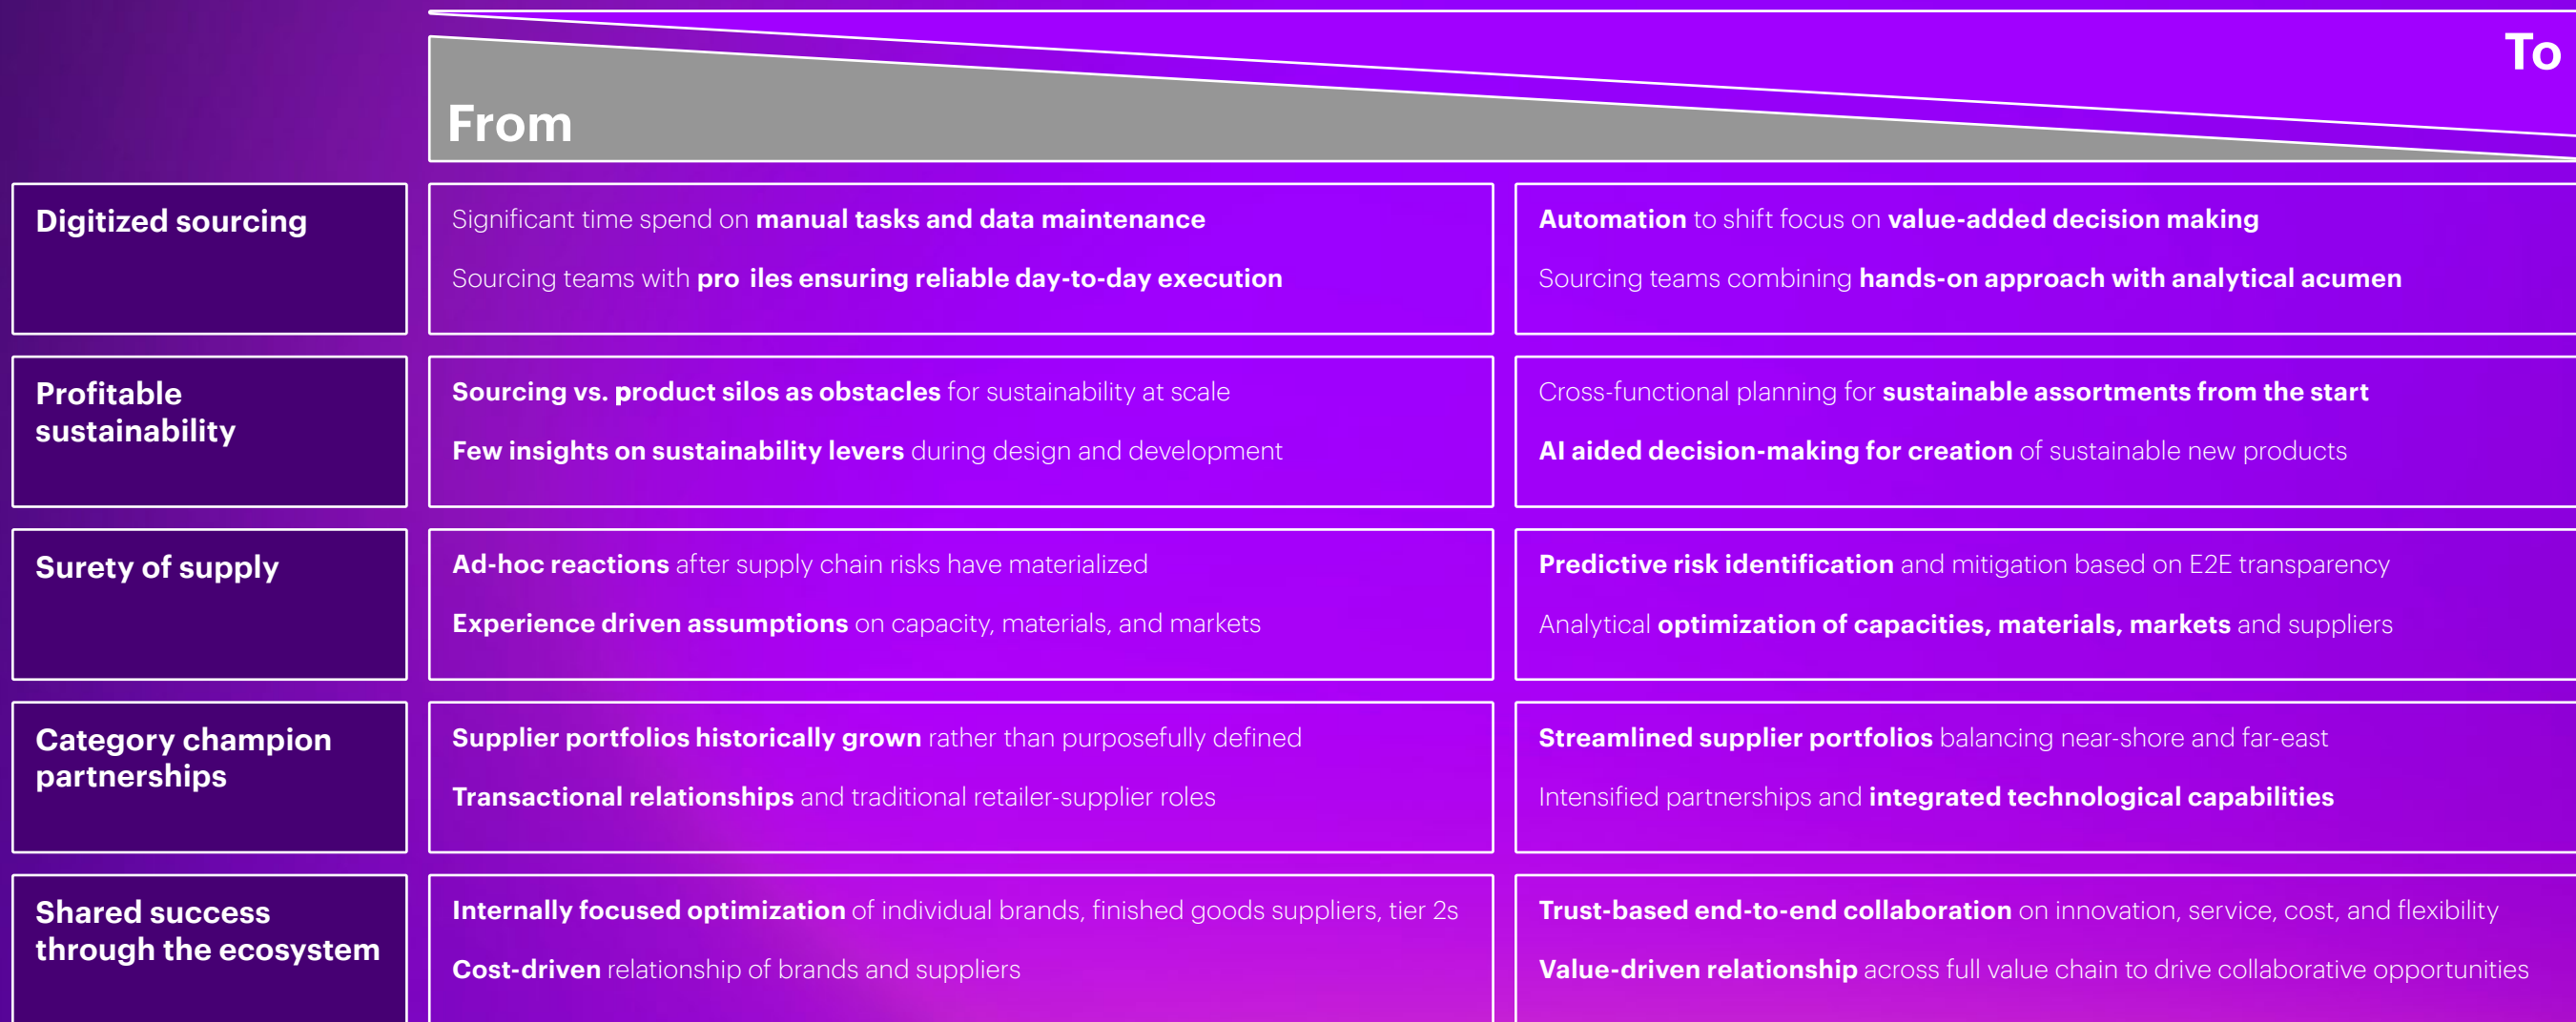 To
From
Digitized sourcing
Significant time spend on manual tasks and data maintenance
Sourcing teams with pro iles ensuring reliable day-to-day execution
Automation to shift focus on value-added decision making
Sourcing teams combining hands-on approach with analytical acumen
Profitable
sustainability
Sourcing vs. product silos as obstacles for sustainability at scale
Few insights on sustainability levers during design and development
Cross-functional planning for sustainable assortments from the start
AI aided decision-making for creation of sustainable new products
Surety of supply
Ad-hoc reactions after supply chain risks have materialized
Experience driven assumptions on capacity, materials, and markets
Predictive risk identification and mitigation based on E2E transparency
Analytical optimization of capacities, materials, markets and suppliers
Category champion
partnerships
Supplier portfolios historically grown rather than purposefully defined
Transactional relationships and traditional retailer-supplier roles
Streamlined supplier portfolios balancing near-shore and far-east
Intensified partnerships and integrated technological capabilities
Shared success
through the ecosystem
Internally focused optimization of individual brands, finished goods suppliers, tier 2s
Cost-driven relationship of brands and suppliers
Trust-based end-to-end collaboration on innovation, service, cost, and flexibility
Value-driven relationship across full value chain to drive collaborative opportunities